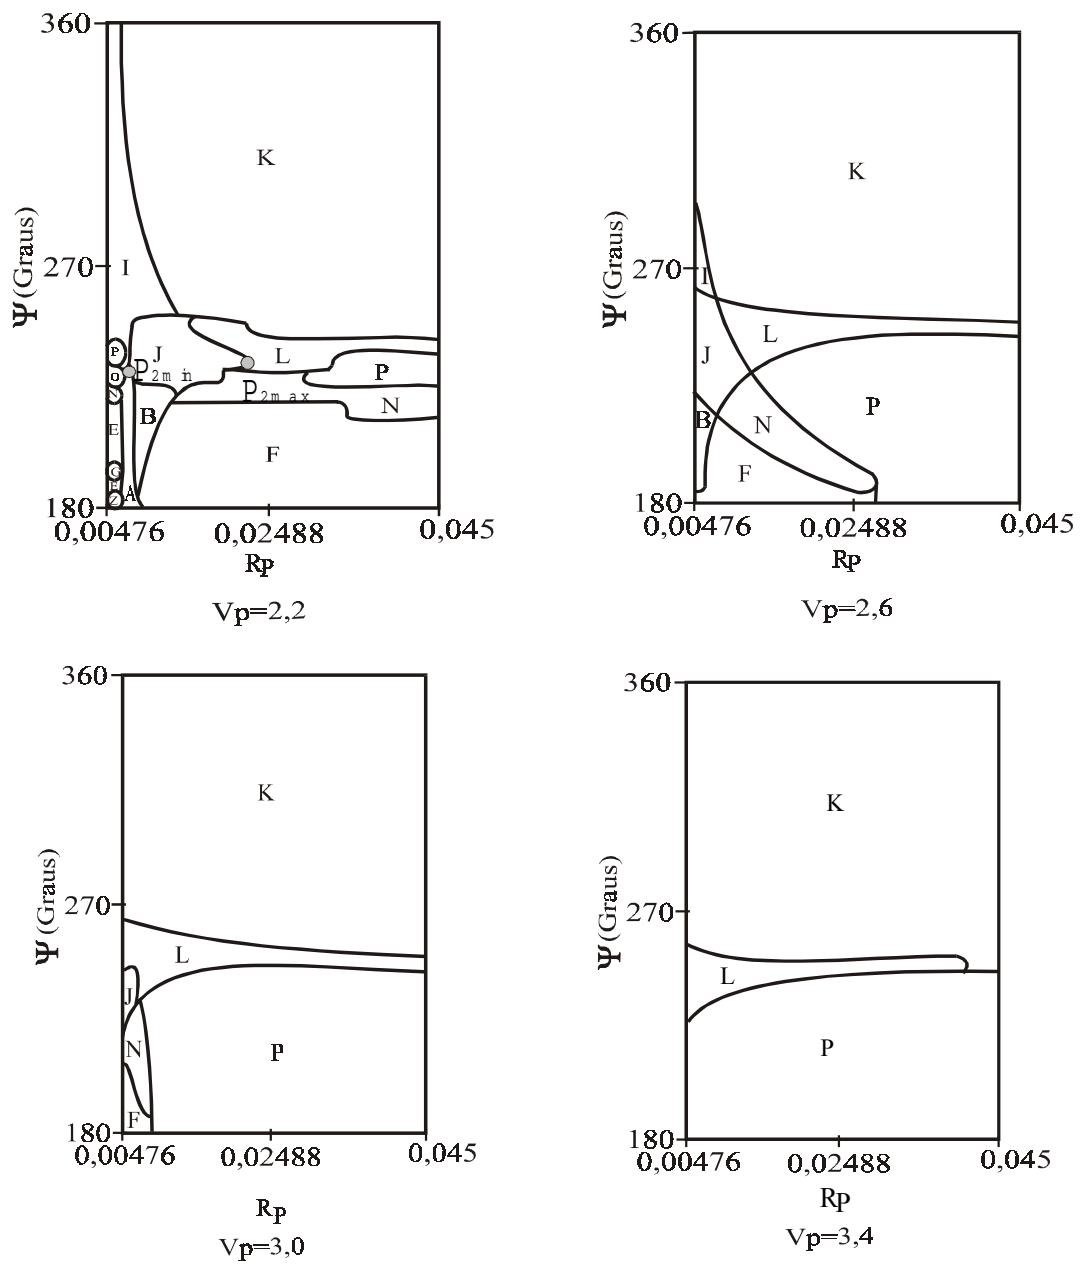 360
K
Ψ (Graus)
270
I
P
J
L
O
P2min
P
N
P2max
B
N
E
F
G
E
A
Z
180
0,00476
0,02488
0,045
RP
Vp=2,2
360
K
Ψ (Graus)
270
I
L
J
P
B
N
F
180
0,00476
0,02488
0,045
RP
Vp=2,6
360
K
Ψ (Graus)
270
L
J
N
P
F
180
0,00476
0,02488
0,045
RP
Vp=3,0
360
K
Ψ (Graus)
270
L
P
180
0,00476
0,02488
0,045
RP
Vp=3,4